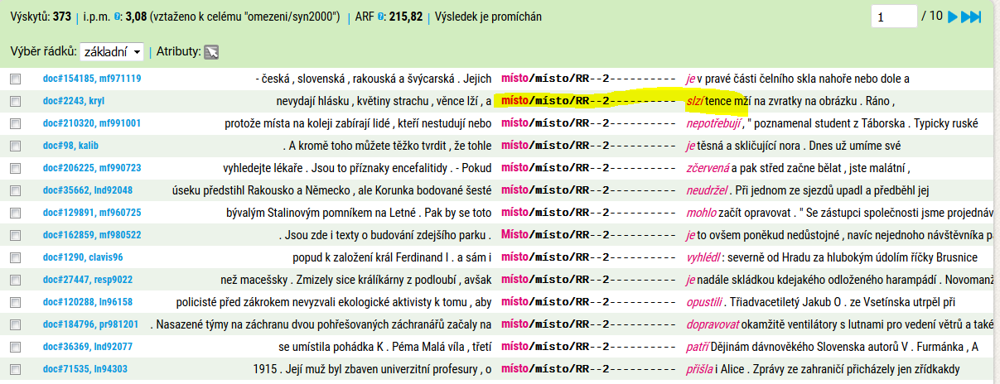 Výskytů: 373 | i.p.m. ?: 3,08 (vztaženo k celému "omezeni/syn2000") | ARF ?: 215,82 | Výsledek je promíchán 1 / 10
Výběr řádků: základní | Atributy:
doc#154185, mf971119 - česká , slovenská , rakouská a švýcarská . Jejich místo/místo/RR--2---------- je v pravé části čelního skla nahoře nebo dole a
doc#2243, kryl nevydají hlásku , květiny strachu , věnce lží , a místo/místo/RR--2---------- slzí tence mží na zvratky na obrázku . Ráno ,
doc#210320, mf991001 protože místa na koleji zabírají lidé , kteří nestudují nebo místo/místo/RR--2---------- nepotřebují , " poznamenal student z Táborska . Typicky ruské
doc#98, kalib . A kromě toho můžete těžko tvrdit , že tohle místo/místo/RR--2---------- je těsná a skličující nora . Dnes už umíme své
doc#206225, mf990723 vyhledejte lékaře . Jsou to příznaky encefalitidy . - Pokud místo/místo/RR--2---------- zčervená a pak střed začne bělat , jste malátní ,
doc#35662, lnd92048 úseku předstihl Rakousko a Německo , ale Korunka bodované šesté místo/místo/RR--2---------- neudržel . Při jednom ze sjezdů upadl a předběhl jej
doc#129891, mf960725 bývalým Stalinovým pomníkem na Letné . Pak by se toto místo/místo/RR--2---------- mohlo začít opravovat . " Se zástupci společnosti jsme projednáv
doc#162859, mf980522 . Jsou zde i texty o budování zdejšího parku . Místo/místo/RR--2---------- je to ovšem poněkud nedůstojné , navíc nejednoho návštěvníka p
doc#1290, clavis96 popud k založení král Ferdinand I . a sám i místo/místo/RR--2---------- vyhlédl : severně od Hradu za hlubokým údolím říčky Brusnice
doc#27447, resp9022 než macešsky . Zmizely sice králíkárny z podloubí , avšak místo/místo/RR--2---------- je nadále skládkou kdejakého odloženého harampádí . Novomanž
doc#120288, ln96158 policisté před zákrokem nevyzvali ekologické aktivisty k tomu , aby místo/místo/RR--2---------- opustili . Třiadvacetiletý Jakub O . ze Vsetínska utrpěl při
doc#184796, pr981201 . Nasazené týmy na záchranu dvou pohřešovaných záchranářů začaly na místo/místo/RR--2---------- dopravovat okamžitě ventilátory s lutnami pro vedení větrů a také
doc#36369, lnd92077 se umístila pohádka K . Péma Malá víla , třetí místo/místo/RR--2---------- patří Dějinám dávnověkého Slovenska autorů V . Furmánka , A
doc#71535, ln94303 1915 . Její muž byl zbaven univerzitní profesury , o místo/místo/RR--2---------- přišla i Alice . Zprávy ze zahraničí přicházely jen zřídkakdy